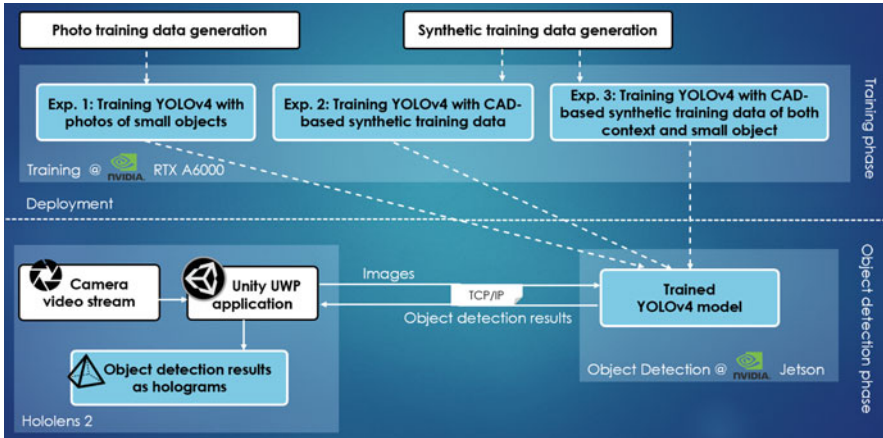 Photo training data generation
Synthetic training data generation
Exp. 1: Training YOLOv4 with
photos of small objects
Exp. 2: Training YOLOv4 with CAD-
based synthetic training data
Exp. 3: Training YOLOv4 with CAD-
based synthetic training data of both
context and small object
Training phase
Training @ NVIDIA. RTX A6000
Deployment
Camera
video stream
Unity UWP
application
Images
TCP/IP
Object detection results
Trained
YOLOv4 model
Object detection results
as holograms
Object Detection @ NVIDIA. Jetson
Hololens 2
Object detection phase